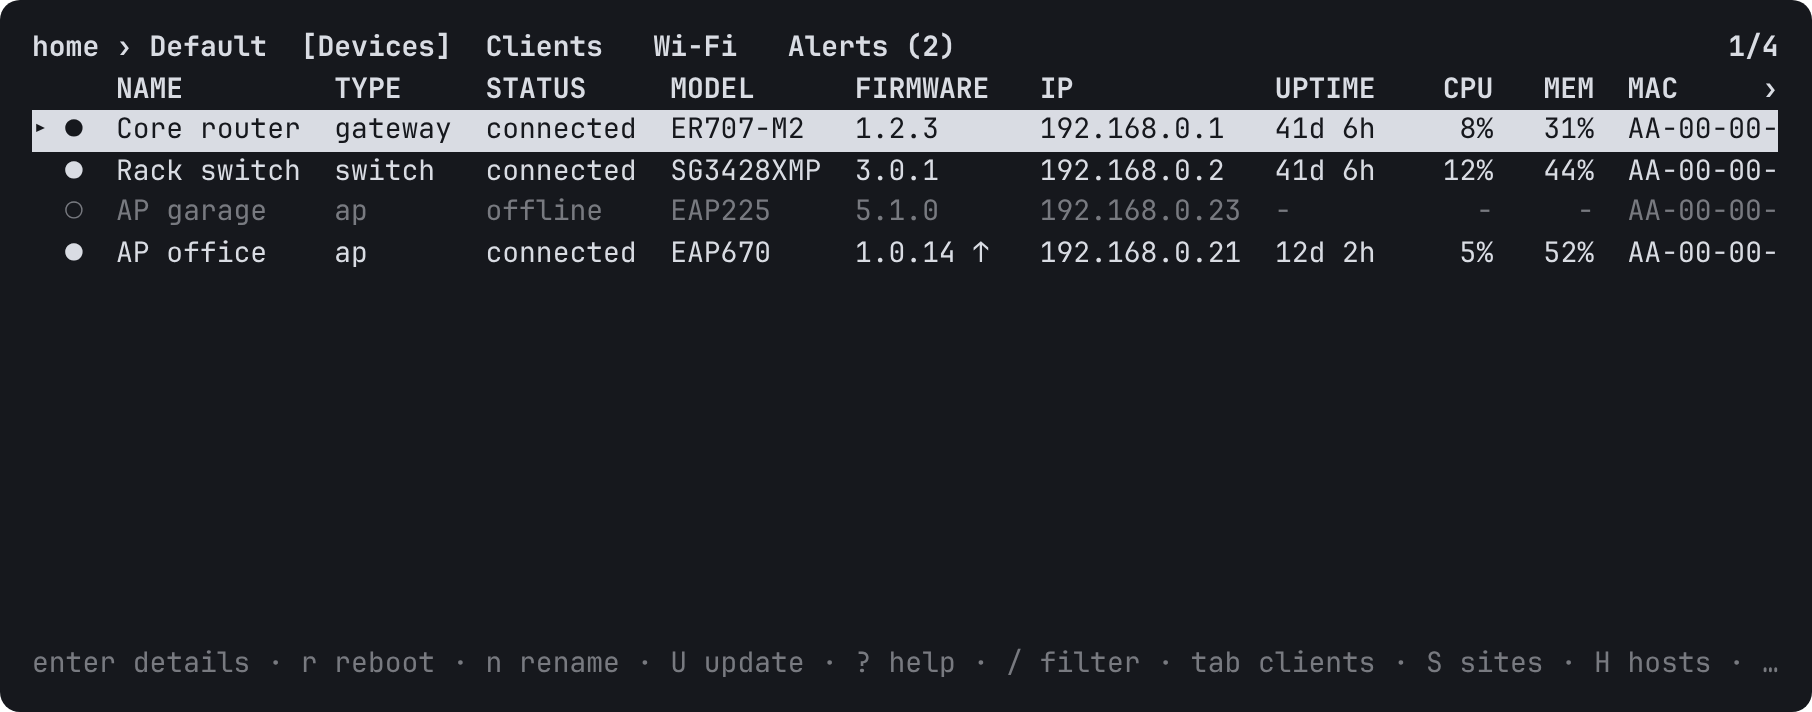 home › Default  [Devices]  Clients   Wi-Fi   Alerts (2)   1/4
NAME   TYPE   STATUS   MODEL   FIRMWARE   IP   UPTIME   CPU   MEM   MAC   ›
▸ ● Core router  gateway  connected  ER707-M2  1.2.3  192.168.0.1  41d 6h  8%  31%  AA-00-00-
● Rack switch  switch  connected  SG3428XMP  3.0.1  192.168.0.2  41d 6h  12%  44%  AA-00-00-
○ AP garage  ap  offline  EAP225  5.1.0  192.168.0.23  -  -  -  AA-00-00-
● AP office  ap  connected  EAP670  1.0.14 ↑  192.168.0.21  12d 2h  5%  52%  AA-00-00-
enter details · r reboot · n rename · U update · ? help · / filter · tab clients · S sites · H hosts · …